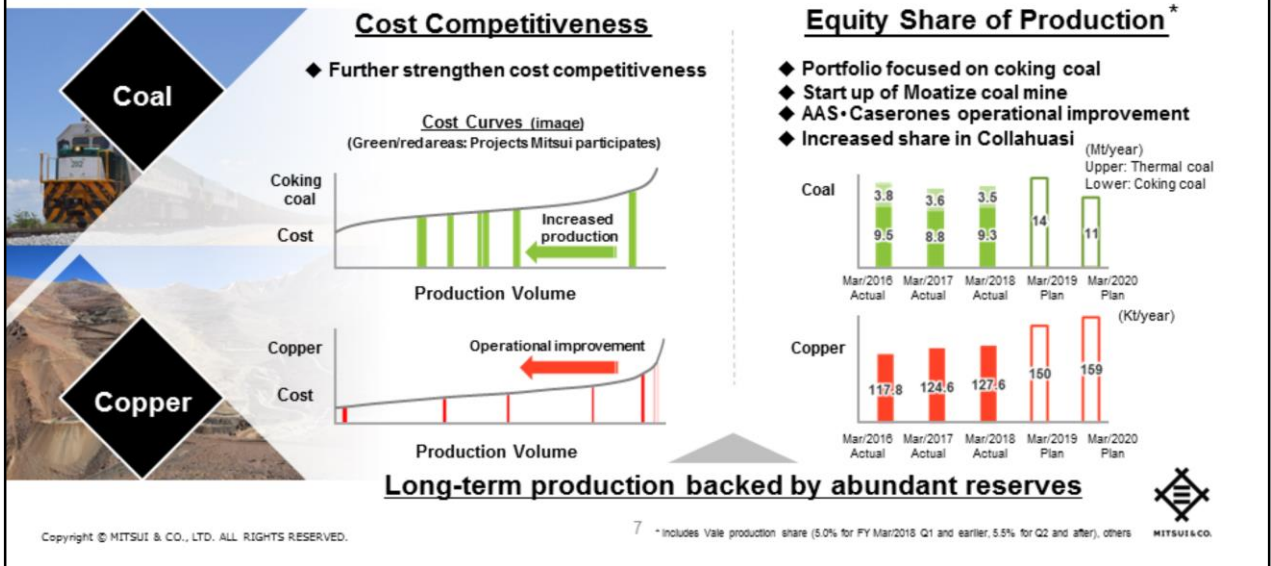 Coal
Copper
Cost Competitiveness
◆ Further strengthen cost competitiveness
Cost Curves (image)
(Green/red areas: Projects Mitsui participates)
Coking
coal
Cost
Increased
production
Production Volume
Copper
Cost
Operational improvement
Production Volume
Equity Share of Production*
◆ Portfolio focused on coking coal
◆ Start up of Moatize coal mine
◆ AAS・Caserones operational improvement
◆ Increased share in Collahuasi
(Mt/year)
Upper: Thermal coal
Lower: Coking coal
Coal
3.8 3.6 3.5
9.5 8.8 9.3 14 11
Mar/2016 Mar/2017 Mar/2018 Mar/2019 Mar/2020
Actual Actual Actual Plan Plan
(Kt/year)
Copper
117.8 124.6 127.6 150 159
Mar/2016 Mar/2017 Mar/2018 Mar/2019 Mar/2020
Actual Actual Actual Plan Plan
Long-term production backed by abundant reserves
Copyright © MITSUI & CO., LTD. ALL RIGHTS RESERVED.
7
* Includes Vale production share (5.0% for FY Mar/2018 Q1 and earlier, 5.5% for Q2 and after), others
MITSUI & CO.